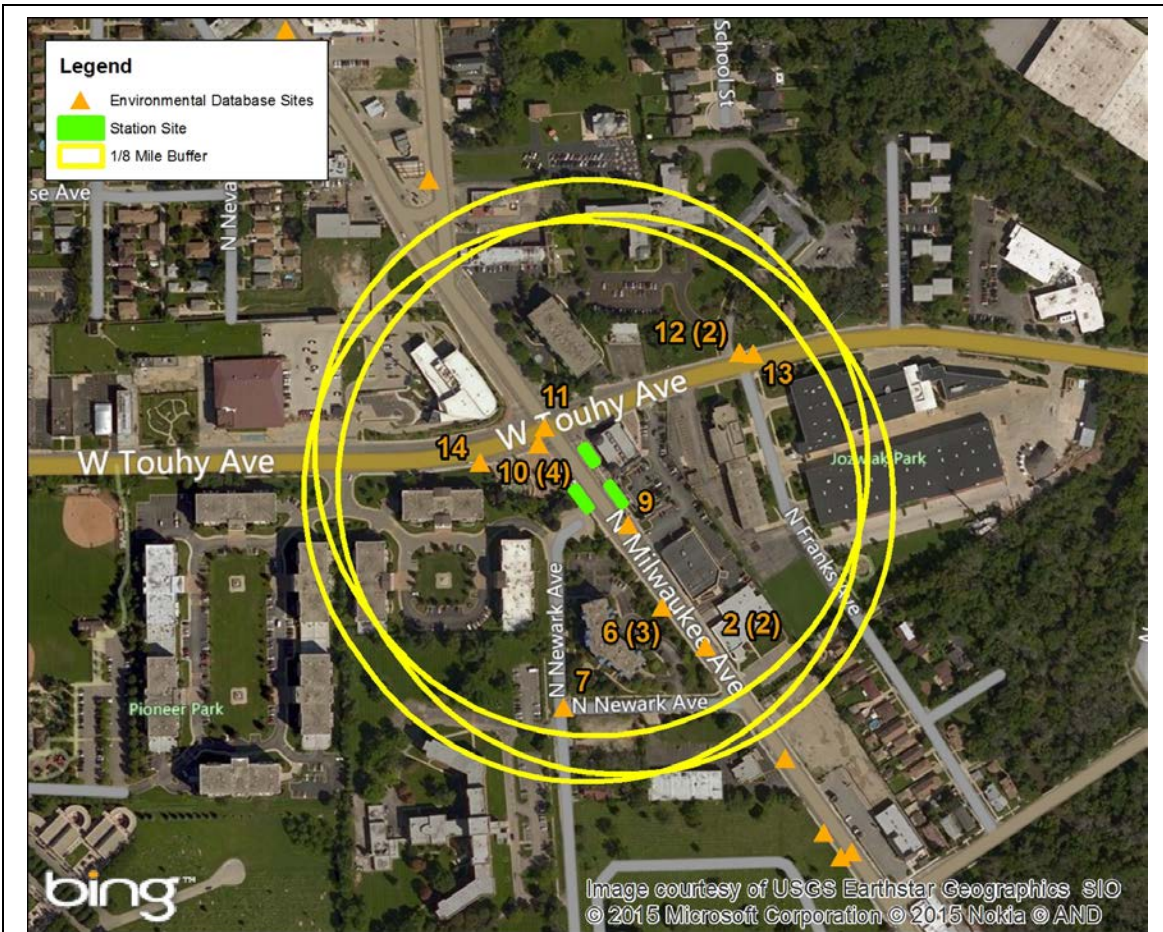 Legend
Environmental Database Sites
Station Site
1/8 Mile Buffer
School St
se Ave
N Neva
12 (2)
13
11
W Touhy Ave
14
W Touhy Ave
10 (4)
Jozwiak Park
9
N Milwaukee Ave
N Franks Ave
6 (3)
2 (2)
N Newark Ave
7
N Newark Ave
Pioneer Park
bing™
Image courtesy of USGS Earthstar Geographics SIO
© 2015 Microsoft Corporation © 2015 Nokia © AND